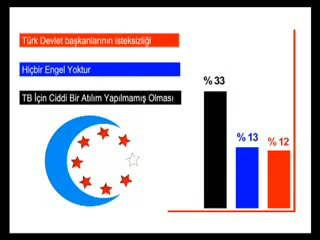 Türk Devlet başkanlarının isteksizliği
Hiçbir Engel Yoktur
TB İçin Ciddi Bir Atılım Yapılmamış Olması
% 33
% 13
% 12